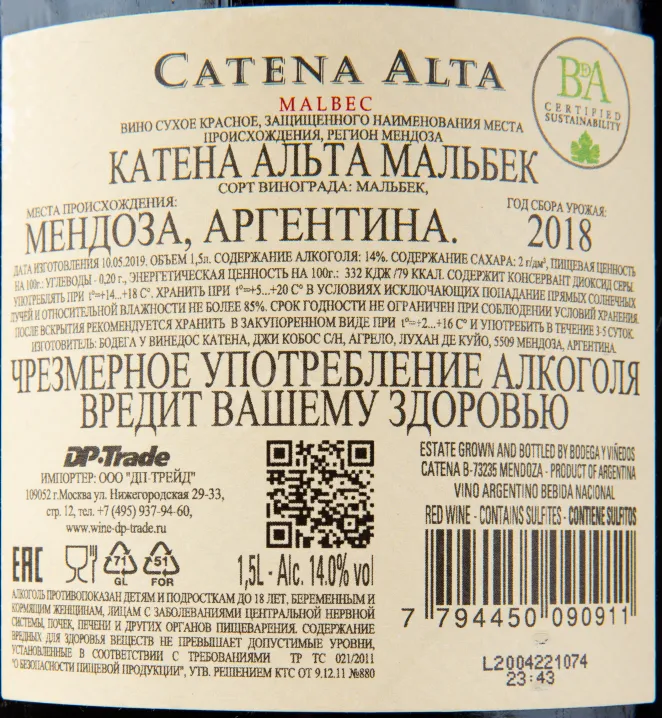 CATENA ALTA
MALBEC
BdA
CERTIFIED
SUSTAINABILITY
ВИНО СУХОЕ КРАСНОЕ, ЗАЩИЩЕННОГО НАИМЕНОВАНИЯ МЕСТА
ПРОИСХОЖДЕНИЯ, РЕГИОН МЕНДОЗА
КАТЕНА АЛЬТА МАЛЬБЕК
СОРТ ВИНОГРАДА: МАЛЬБЕК,
МЕСТА ПРОИСХОЖДЕНИЯ:
МЕНДОЗА, АРГЕНТИНА.
ГОД СБОРА УРОЖАЯ:
2018
ДАТА ИЗГОТОВЛЕНИЯ 10.05.2019. ОБЪЕМ 1,5л. СОДЕРЖАНИЕ АЛКОГОЛЯ: 14%. СОДЕРЖАНИЕ САХАРА: 2 г/дм³, ПИЩЕВАЯ ЦЕННОСТЬ
НА 100г.: УГЛЕВОДЫ - 0,20 г., ЭНЕРГЕТИЧЕСКАЯ ЦЕННОСТЬ НА 100г.: 332 КДЖ /79 ККАЛ. СОДЕРЖИТ КОНСЕРВАНТ ДИОКСИД СЕРЫ.
УПОТРЕБЛЯТЬ ПРИ t°=+14...+18 С°. ХРАНИТЬ ПРИ t°=+5...+20 С° В УСЛОВИЯХ ИСКЛЮЧАЮЩИХ ПОПАДАНИЕ ПРЯМЫХ СОЛНЕЧНЫХ
ЛУЧЕЙ И ОТНОСИТЕЛЬНОЙ ВЛАЖНОСТИ НЕ БОЛЕЕ 85%. СРОК ГОДНОСТИ НЕ ОГРАНИЧЕН ПРИ СОБЛЮДЕНИИ УСЛОВИЙ ХРАНЕНИЯ.
ПОСЛЕ ВСКРЫТИЯ РЕКОМЕНДУЕТСЯ ХРАНИТЬ В ЗАКУПОРЕННОМ ВИДЕ ПРИ t°=+2...+16 С° И УПОТРЕБИТЬ В ТЕЧЕНИЕ 3-5 СУТОК.
ИЗГОТОВИТЕЛЬ: БОДЕГА У ВИНЕДОС КАТЕНА, ДЖИ КОБОС С/Н, АГРЕЛО, ЛУХАН ДЕ КУЙО, 5509 МЕНДОЗА, АРГЕНТИНА.
ЧРЕЗМЕРНОЕ УПОТРЕБЛЕНИЕ АЛКОГОЛЯ
ВРЕДИТ ВАШЕМУ ЗДОРОВЬЮ
DP-Trade
ИМПОРТЕР: ООО "ДП-ТРЕЙД"
109052 г.Москва ул. Нижегородская 29-33,
стр. 12, тел. +7 (495) 937-94-60,
www.wine-dp-trade.ru
EAC
71
GL
51
FOR
1,5L - Alc. 14.0% vol
АЛКОГОЛЬ ПРОТИВОПОКАЗАН ДЕТЯМ И ПОДРОСТКАМ ДО 18 ЛЕТ, БЕРЕМЕННЫМ И
КОРМЯЩИМ ЖЕНЩИНАМ, ЛИЦАМ С ЗАБОЛЕВАНИЯМИ ЦЕНТРАЛЬНОЙ НЕРВНОЙ
СИСТЕМЫ, ПОЧЕК, ПЕЧЕНИ И ДРУГИХ ОРГАНОВ ПИЩЕВАРЕНИЯ. СОДЕРЖАНИЕ
ВРЕДНЫХ ДЛЯ ЗДОРОВЬЯ ВЕЩЕСТВ НЕ ПРЕВЫШАЕТ ДОПУСТИМЫЕ УРОВНИ,
УСТАНОВЛЕННЫЕ В СООТВЕТСТВИИ С ТРЕБОВАНИЯМИ ТР ТС 021/2011
"О БЕЗОПАСНОСТИ ПИЩЕВОЙ ПРОДУКЦИИ", УТВ. РЕШЕНИЕМ КТС ОТ 9.12.11 №880
ESTATE GROWN AND BOTTLED BY BODEGA Y VIÑEDOS
CATENA B-73235 MENDOZA - PRODUCT OF ARGENTINA
VINO ARGENTINO BEBIDA NACIONAL
RED WINE - CONTAINS SULFITES - CONTIENE SULFITOS
7 794450 090911
L2004221074
23:43